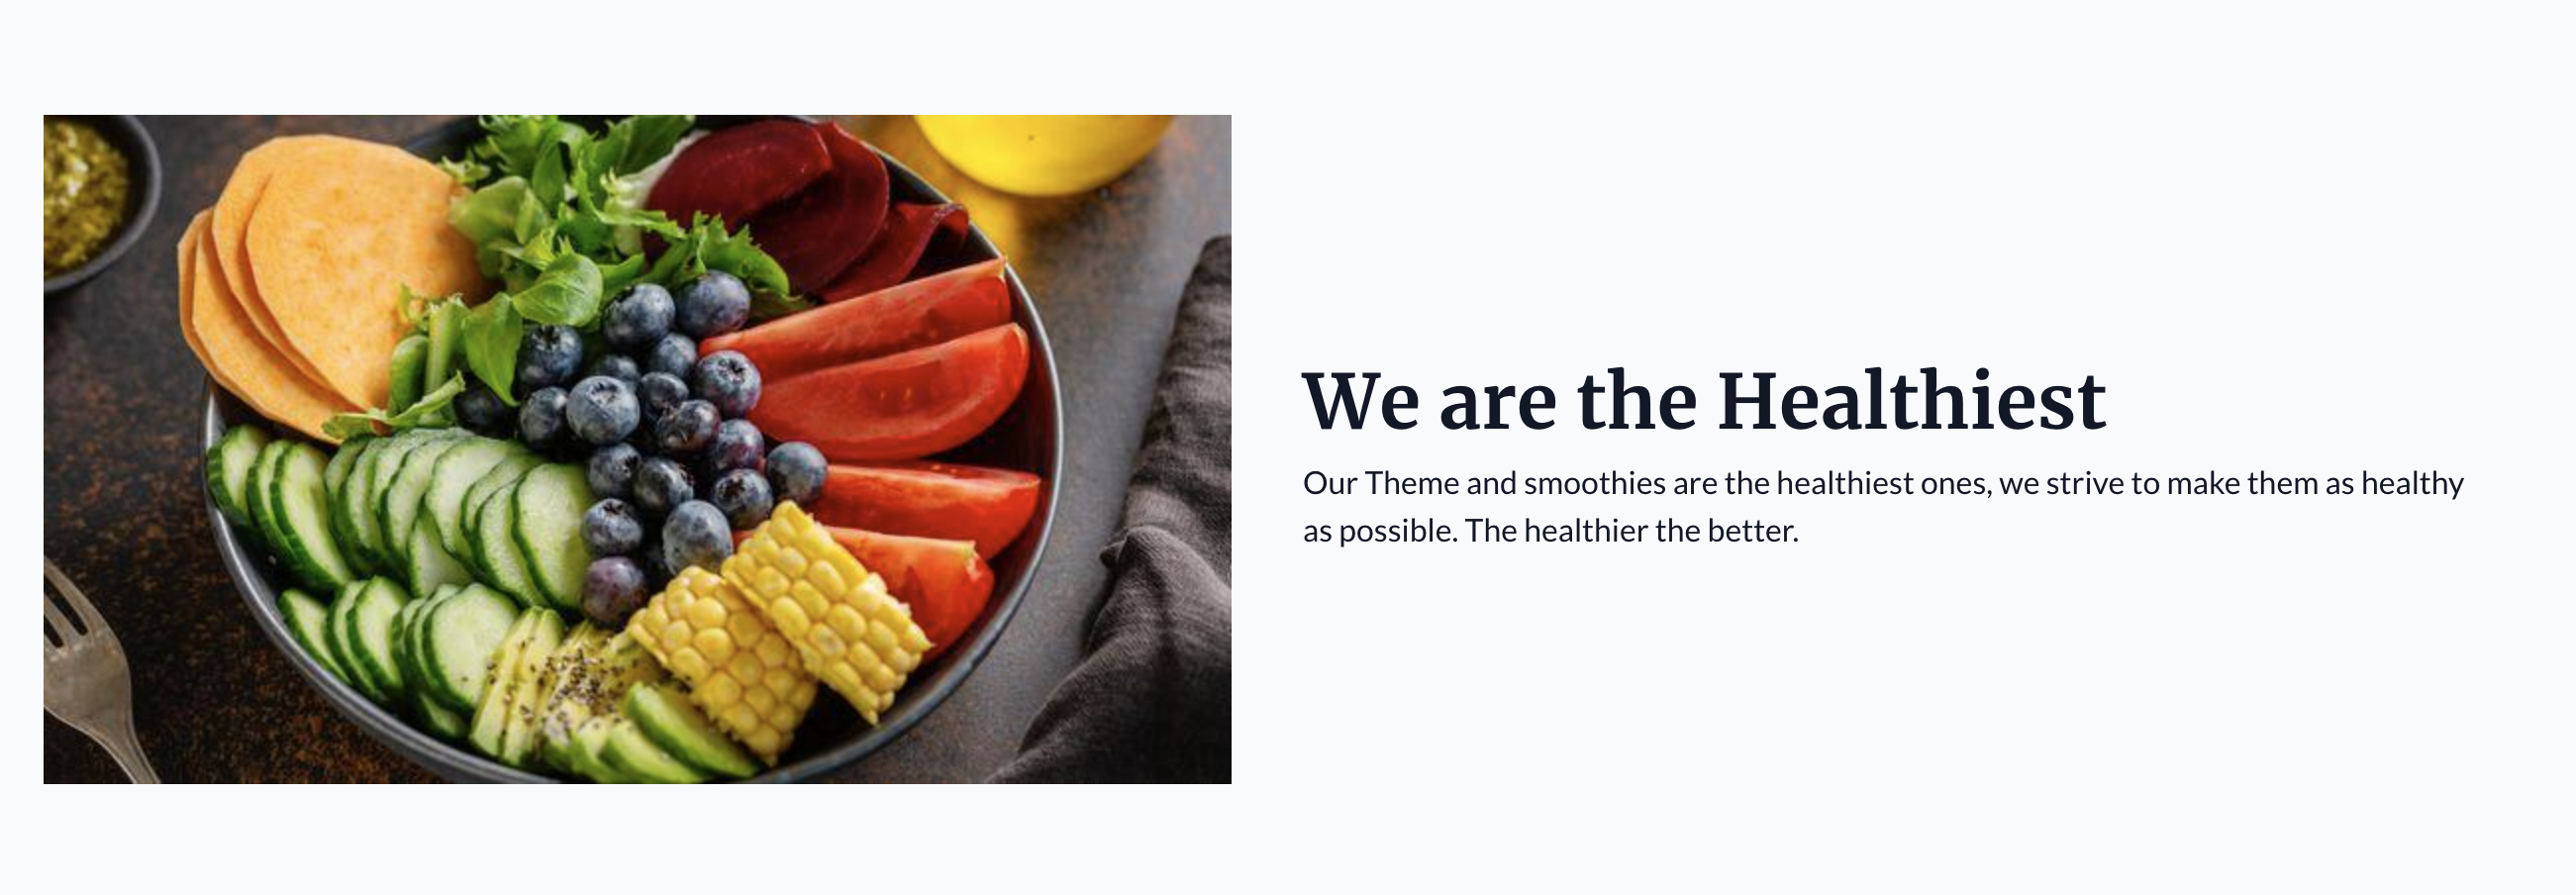 We are the Healthiest
Our Theme and smoothies are the healthiest ones, we strive to make them as healthy
as possible. The healthier the better.